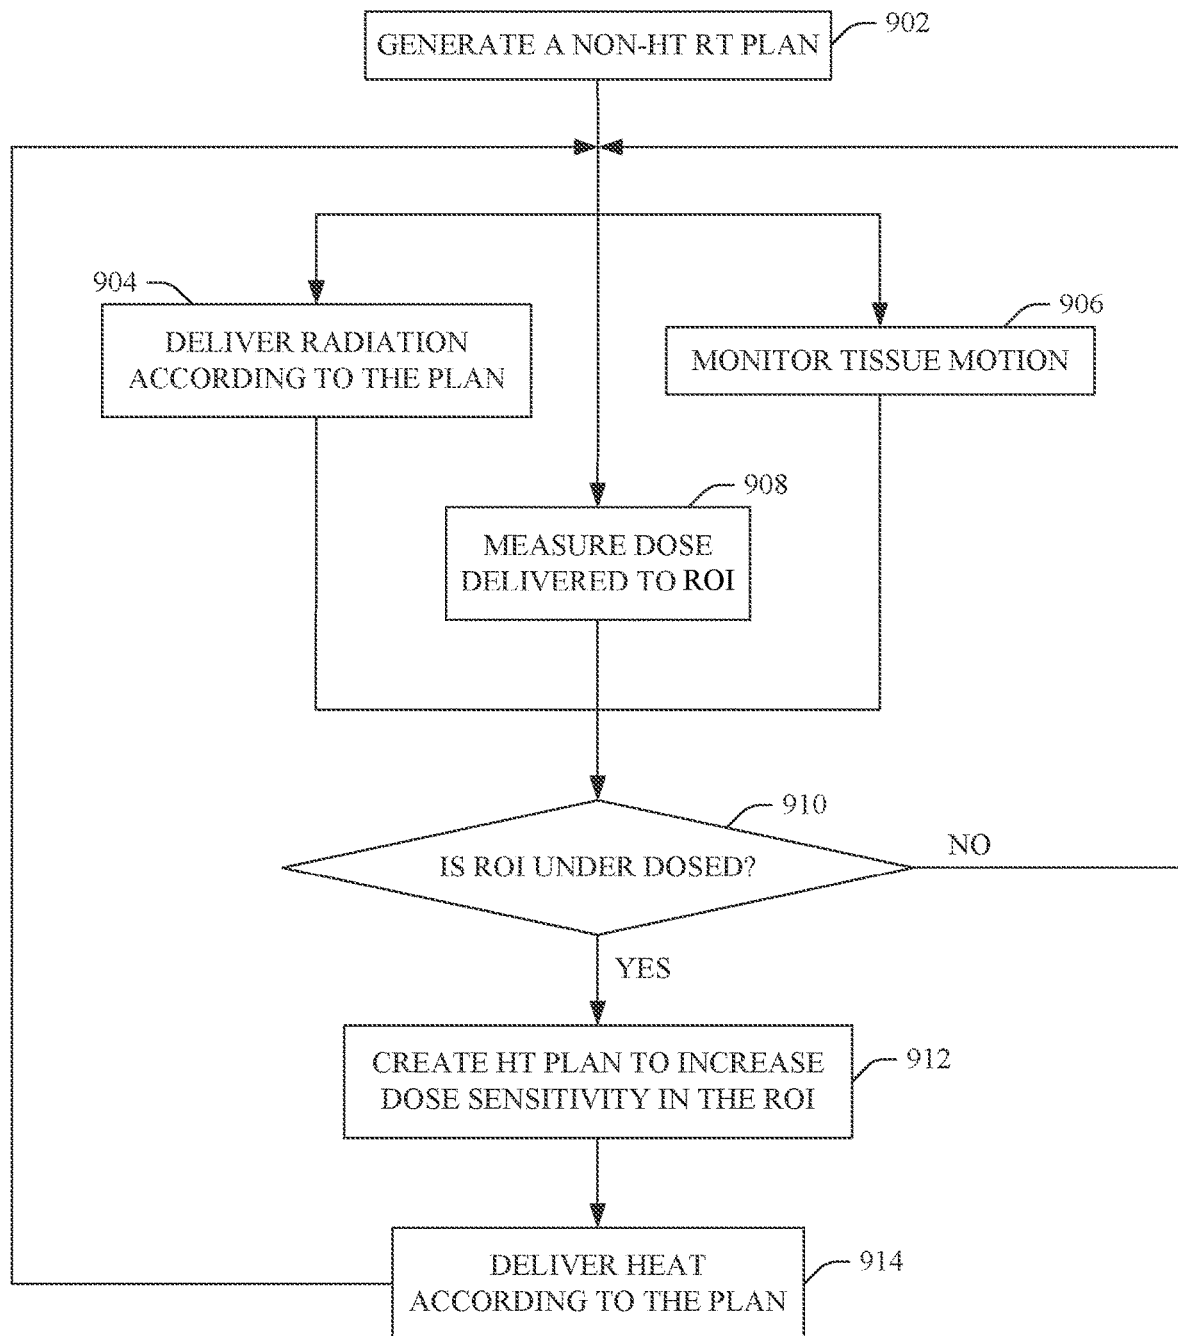 GENERATE A NON-HT RT PLAN
902
904
DELIVER RADIATION
ACCORDING TO THE PLAN
906
MONITOR TISSUE MOTION
908
MEASURE DOSE
DELIVERED TO ROI
910
IS ROI UNDER DOSED?
NO
YES
CREATE HT PLAN TO INCREASE
DOSE SENSITIVITY IN THE ROI
912
DELIVER HEAT
ACCORDING TO THE PLAN
914